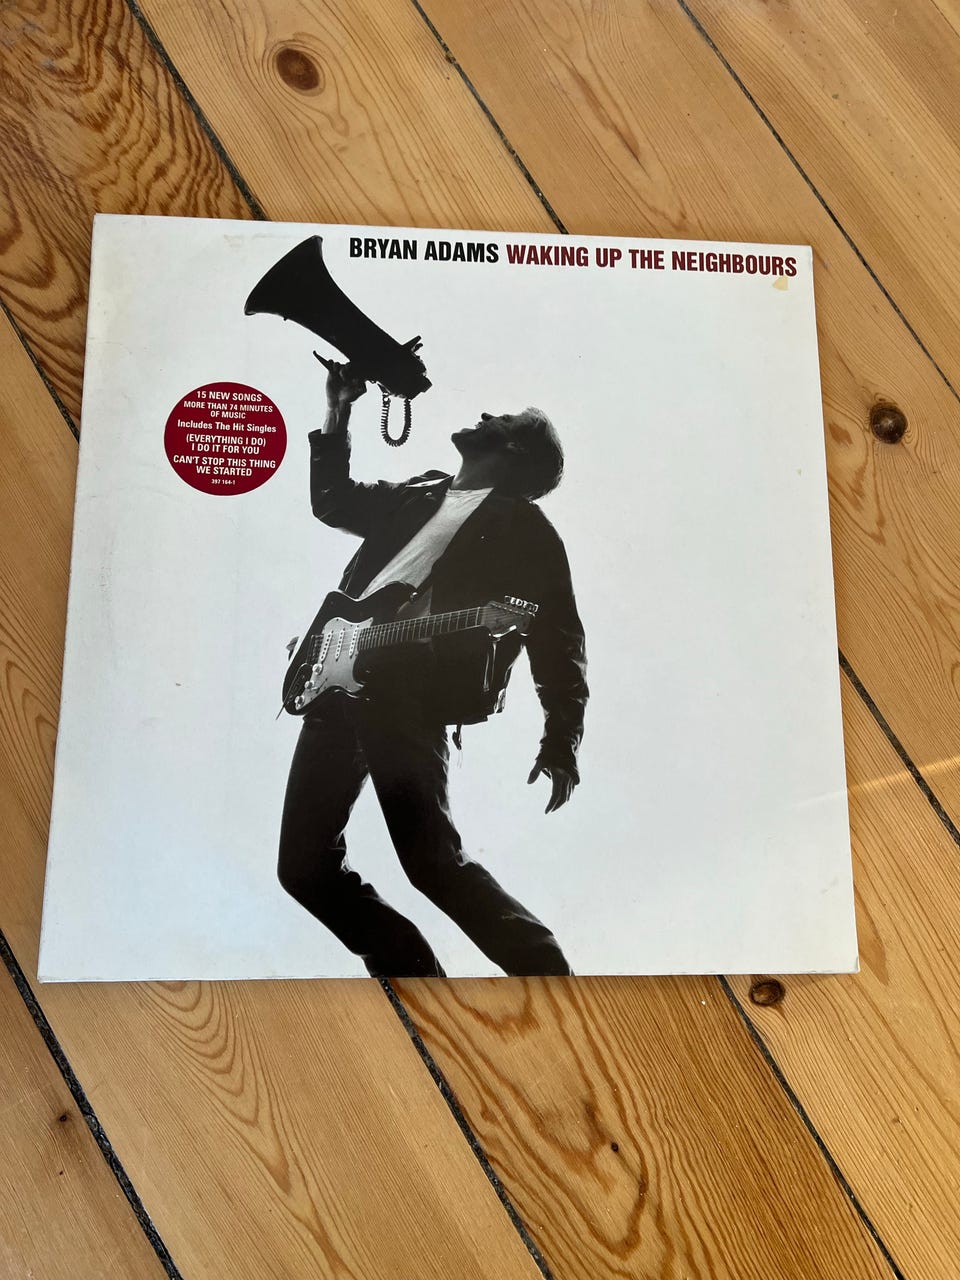 BRYAN ADAMS WAKING UP THE NEIGHBOURS
15 NEW SONGS
MORE THAN 74 MINUTES
OF MUSIC
Includes The Hit Singles
(EVERYTHING I DO)
I DO IT FOR YOU
CAN'T STOP THIS THING
WE STARTED
397 164-1